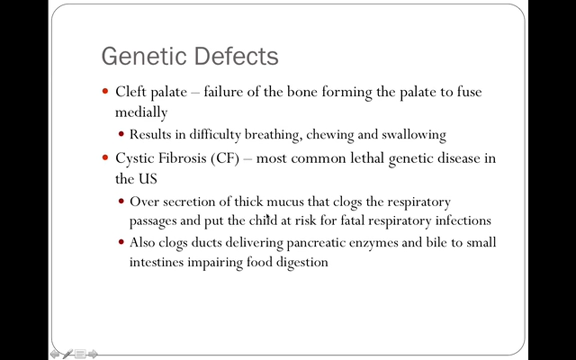 Genetic Defects
Cleft palate – failure of the bone forming the palate to fuse
medially
Results in difficulty breathing, chewing and swallowing
Cystic Fibrosis (CF) – most common lethal genetic disease in
the US
Over secretion of thick mucus that clogs the respiratory
passages and put the child at risk for fatal respiratory infections
Also clogs ducts delivering pancreatic enzymes and bile to small
intestines impairing food digestion